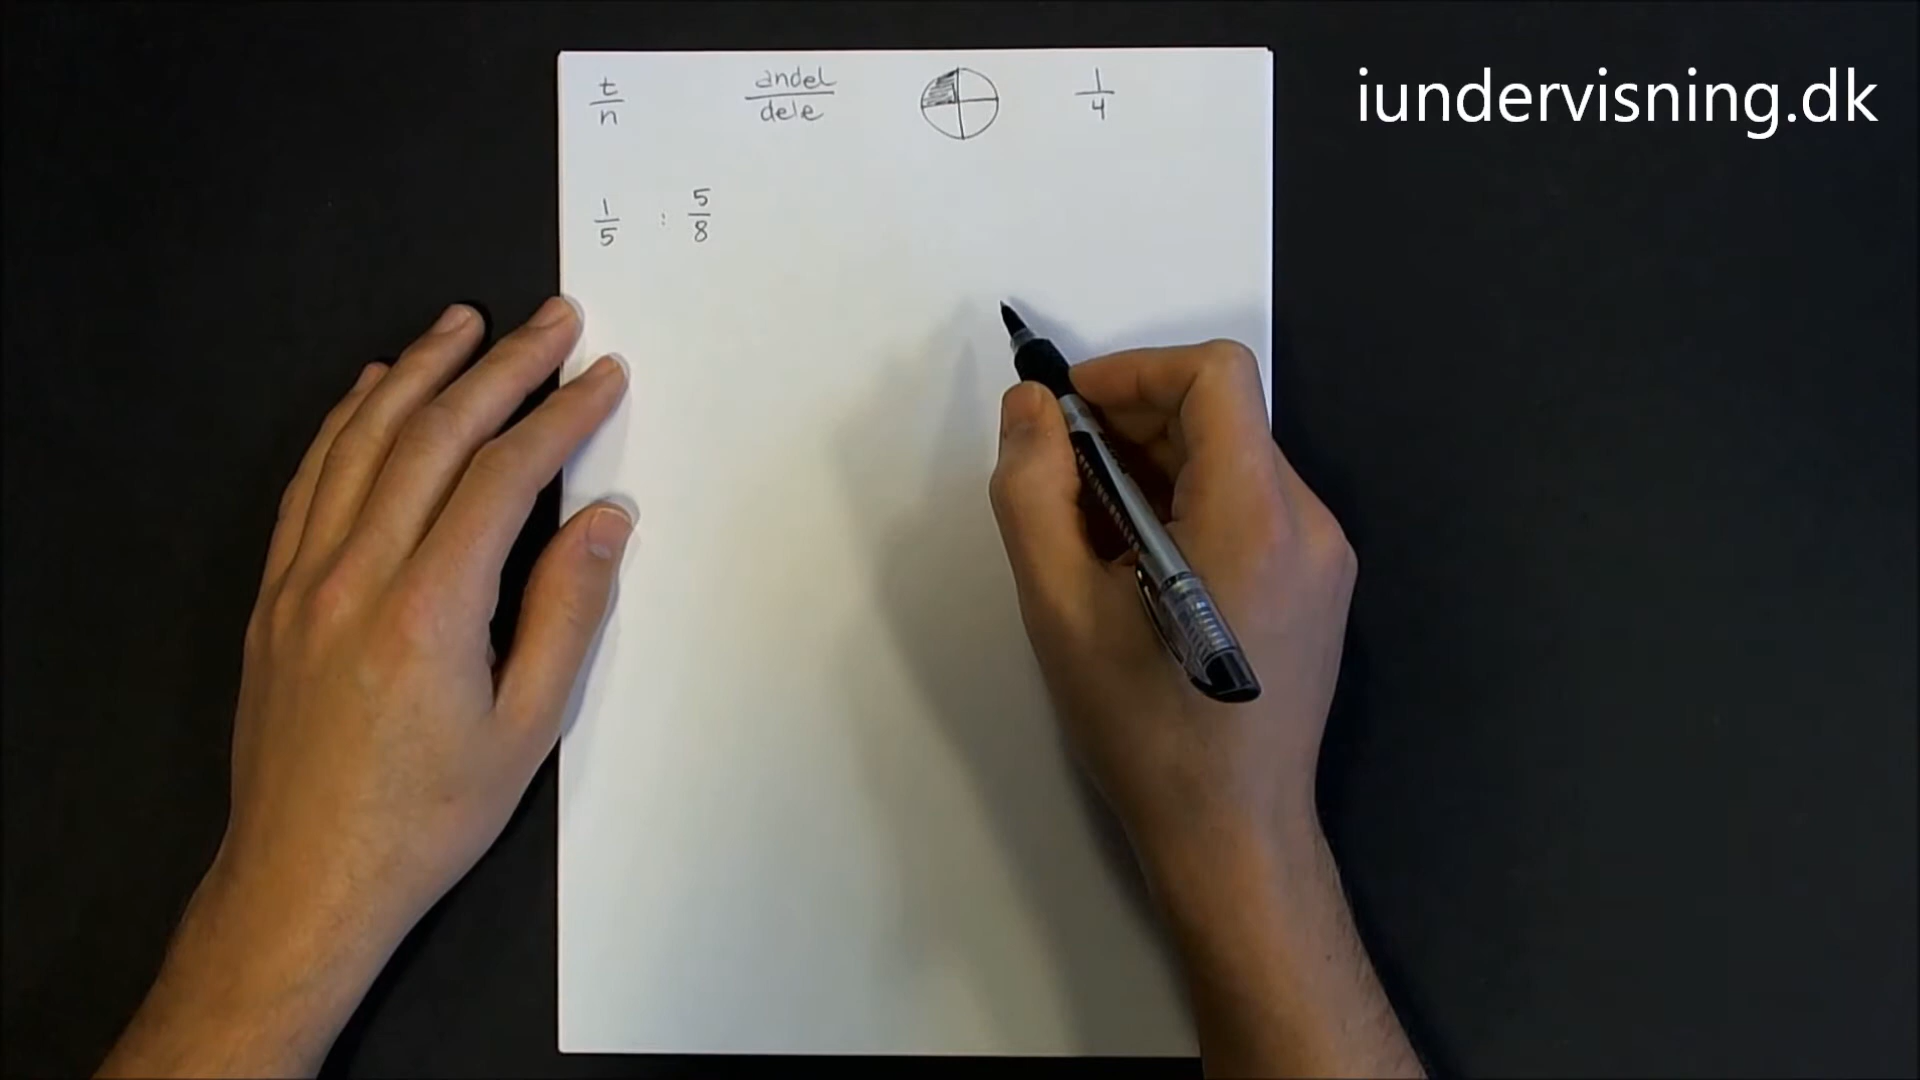 t/n andel/dele 1/4
1/5 : 5/8
iundervisning.dk